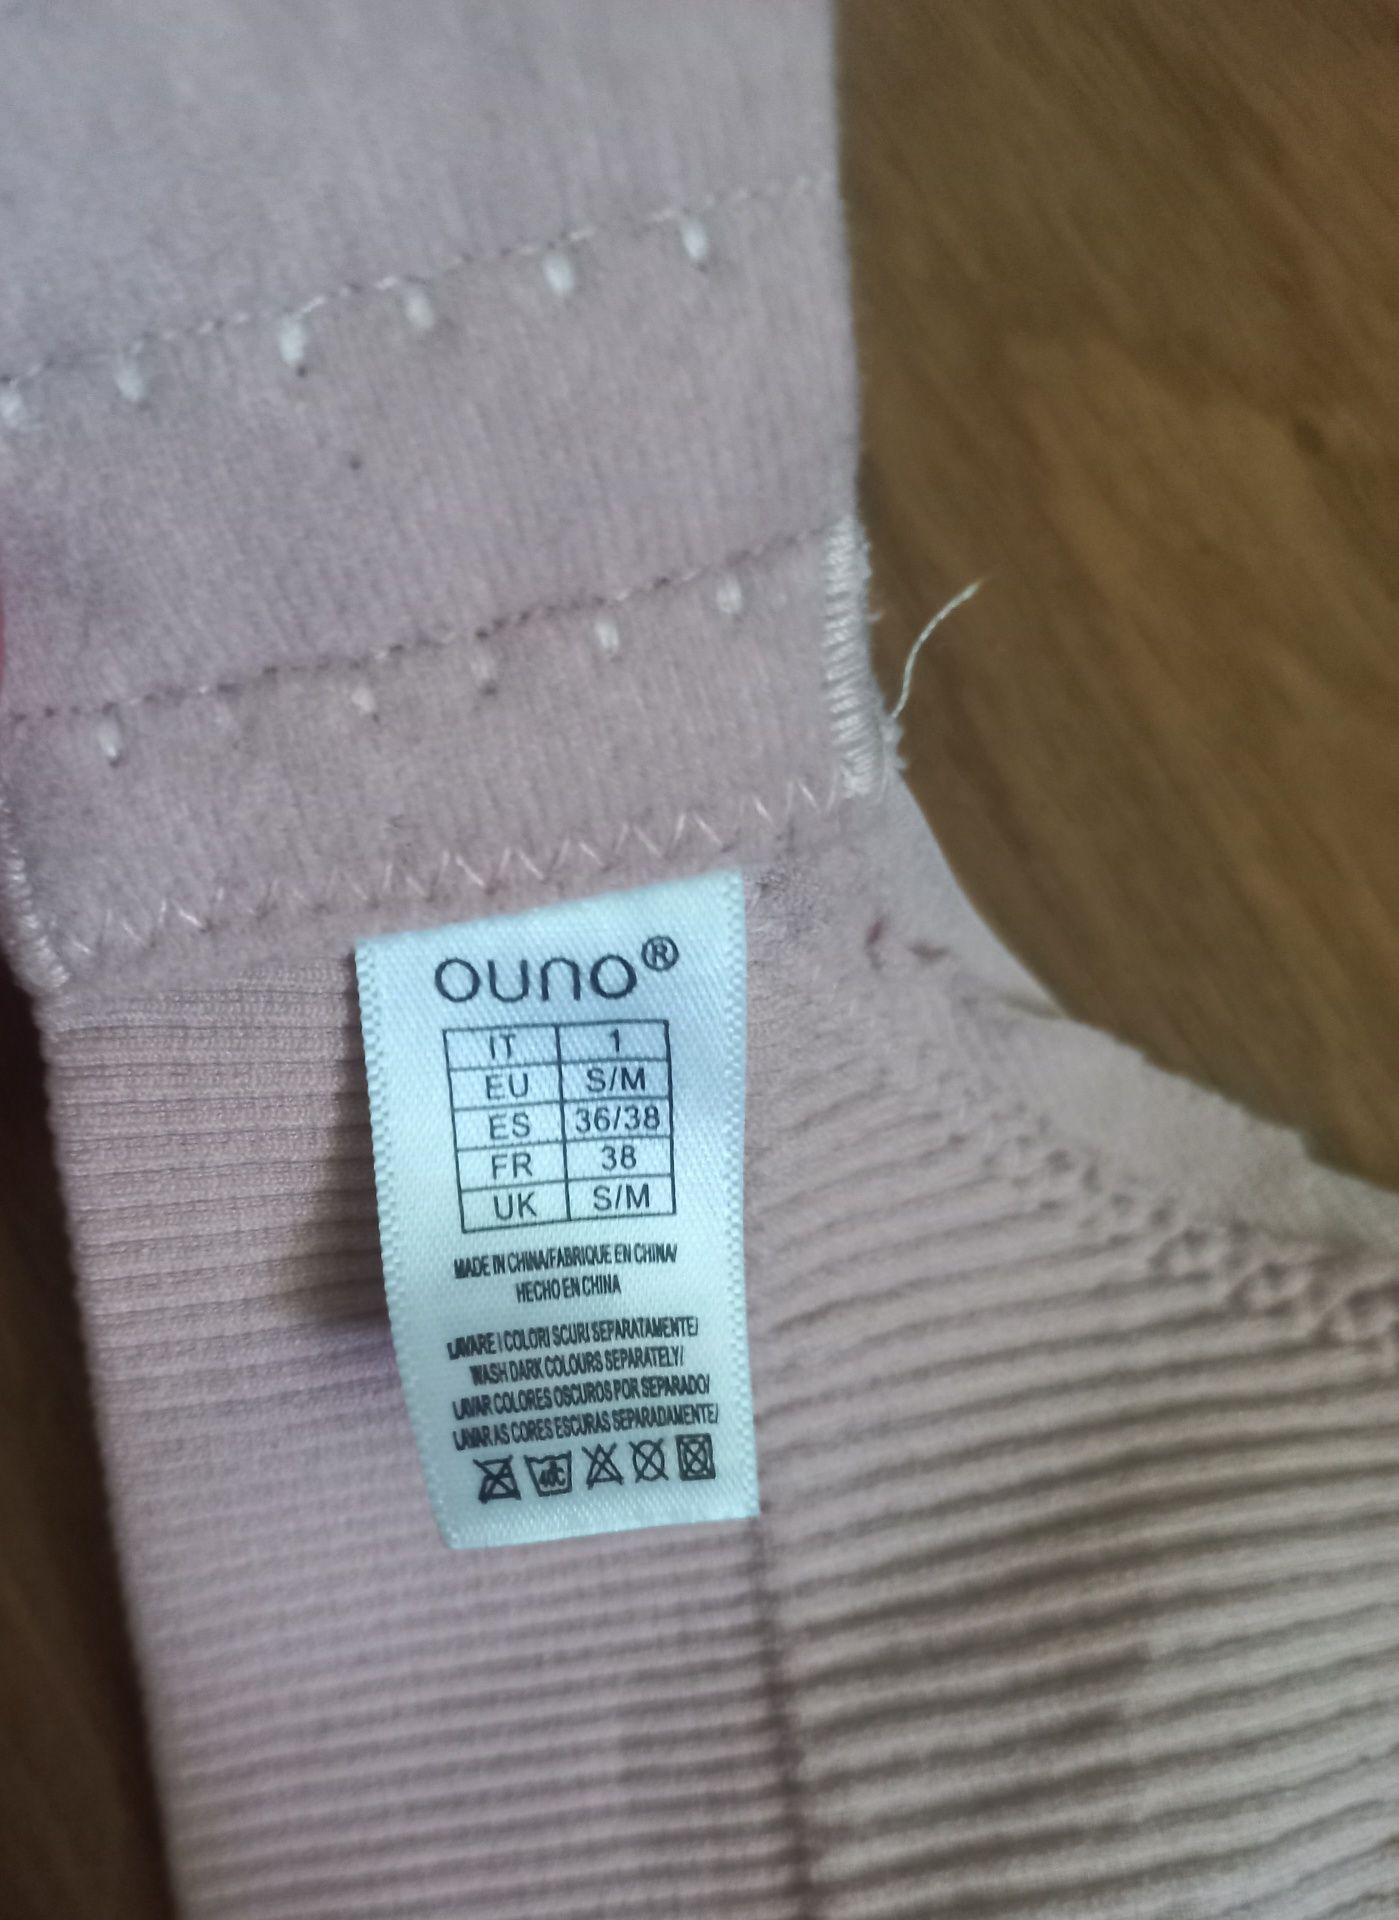 ouno®
IT 1
EU S/M
ES 36/38
FR 38
UK S/M
MADE IN CHINA/FABRIQUE EN CHINA/
HECHO EN CHINA
LAVARE I COLORI SCURI SEPARATAMENTE/
WASH DARK COLOURS SEPARATELY/
LAVAR COLORES OSCUROS POR SEPARADO/
LAVAR AS CORES ESCURAS SEPARADAMENTE/
40C